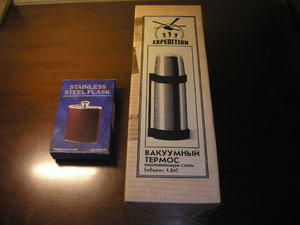 STAINLESS
STEEL FLASK
EXPEDITION
ВАКУУМНЫЙ
ТЕРМОС
нержавеющая сталь
(объем: 1,8л)